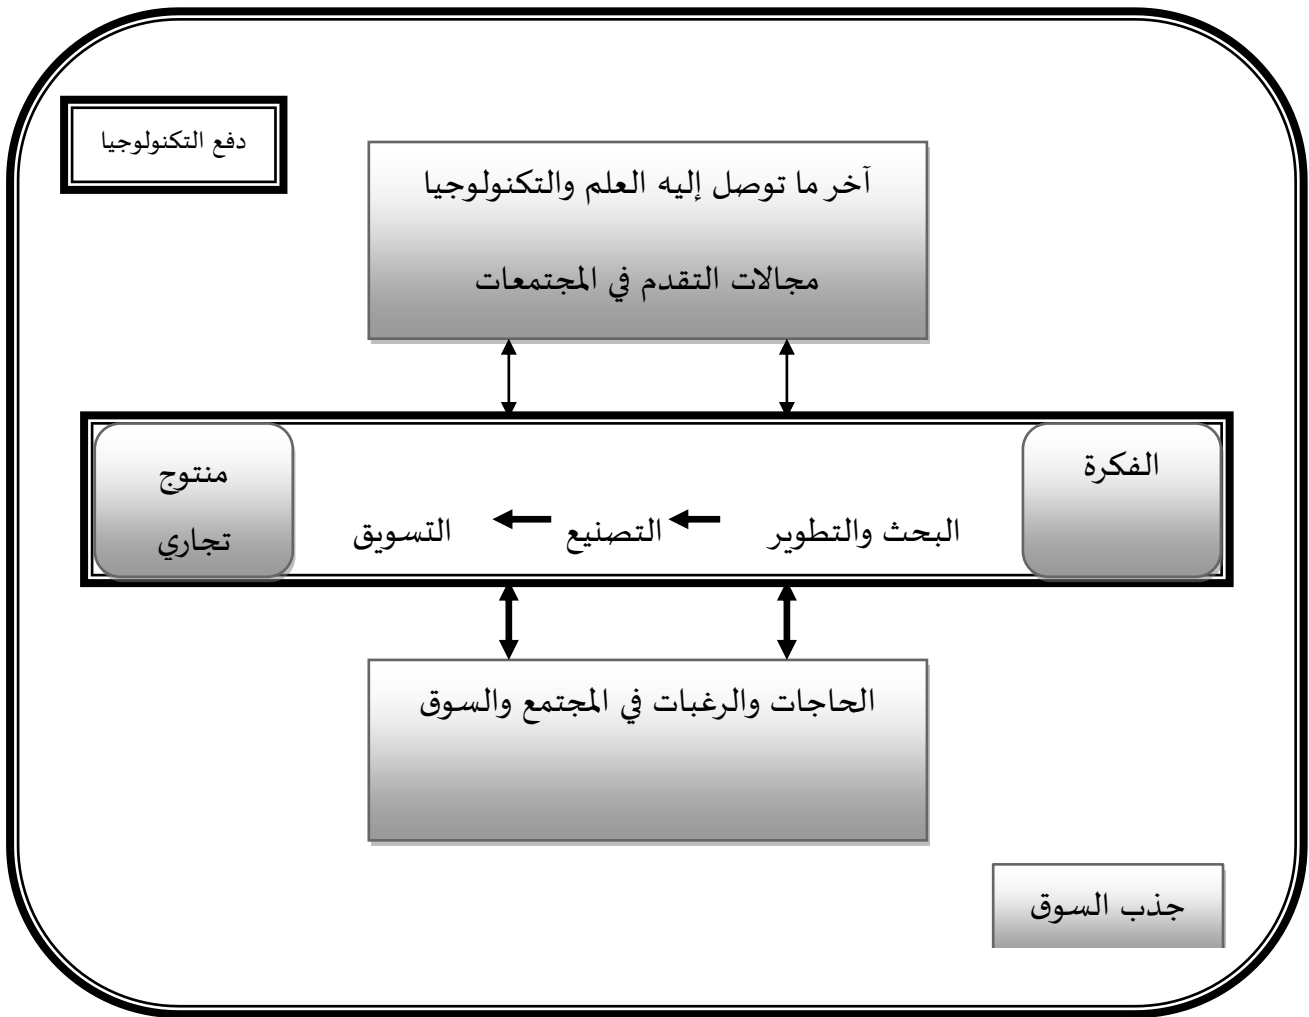 دفع التكنولوجيا
آخر ما توصل إليه العلم والتكنولوجيا
مجالات التقدم في المجتمعات
الفكرة
البحث والتطوير
التصنيع
التسويق
منتوج
تجاري
الحاجات والرغبات في المجتمع والسوق
جذب السوق